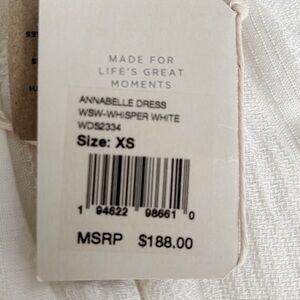 MADE FOR
LIFE'S GREAT
MOMENTS
ANNABELLE DRESS
WSW-WHISPER WHITE
WDS2334
Size: XS
1 94622 98661 0
MSRP $188.00